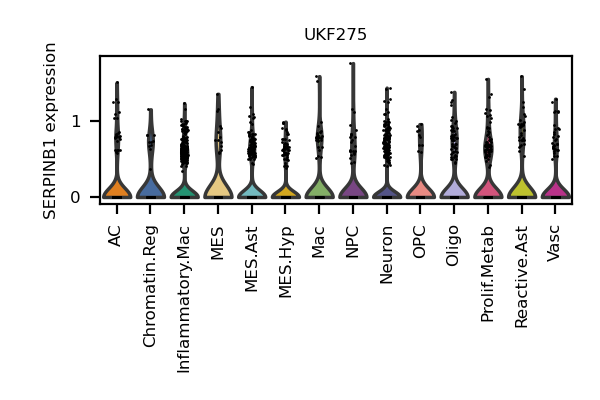 UKF275
SERPINB1 expression
1
0
AC
Chromatin.Reg
Inflammatory.Mac
MES
MES.Ast
MES.Hyp
Mac
NPC
Neuron
OPC
Oligo
Prolif.Metab
Reactive.Ast
Vasc